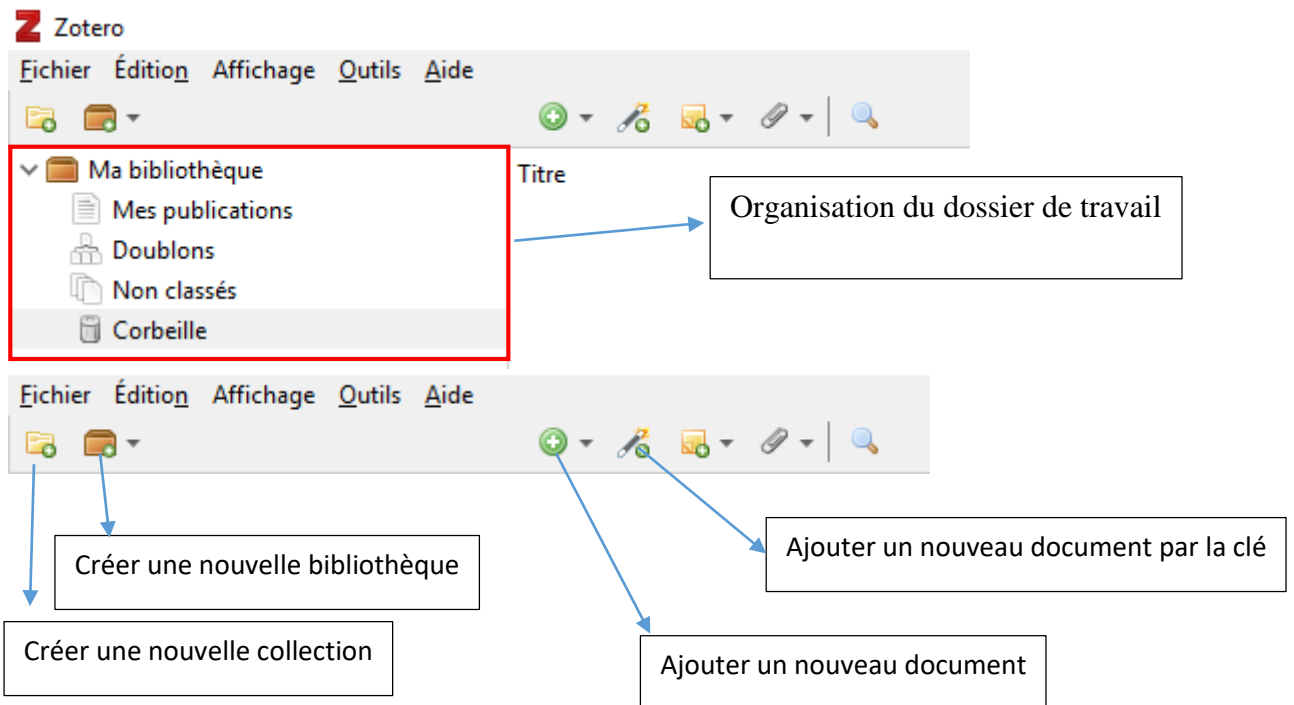 Zotero
Fichier Édition Affichage Outils Aide
Ma bibliothèque
Titre
Mes publications
Organisation du dossier de travail
Doublons
Non classés
Corbeille
Fichier Édition Affichage Outils Aide
Créer une nouvelle bibliothèque
Ajouter un nouveau document par la clé
Créer une nouvelle collection
Ajouter un nouveau document